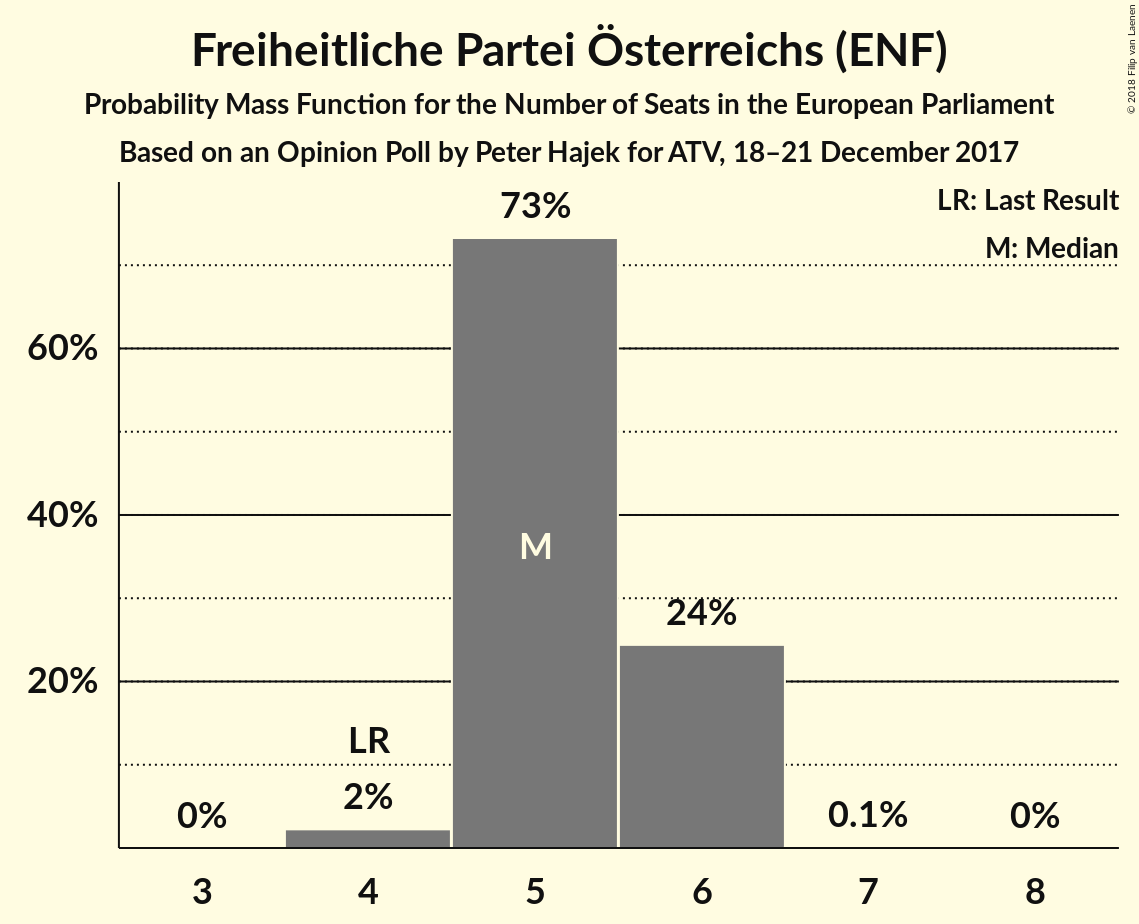 Freiheitliche Partei Österreichs (ENF)
Probability Mass Function for the Number of Seats in the European Parliament
Based on an Opinion Poll by Peter Hajek for ATV, 18–21 December 2017
© 2018 Filip van Laenen
LR: Last Result
M: Median
73%
60%
40%
M
24%
20%
LR
2%
0%
0.1%
0%
3 4 5 6 7 8